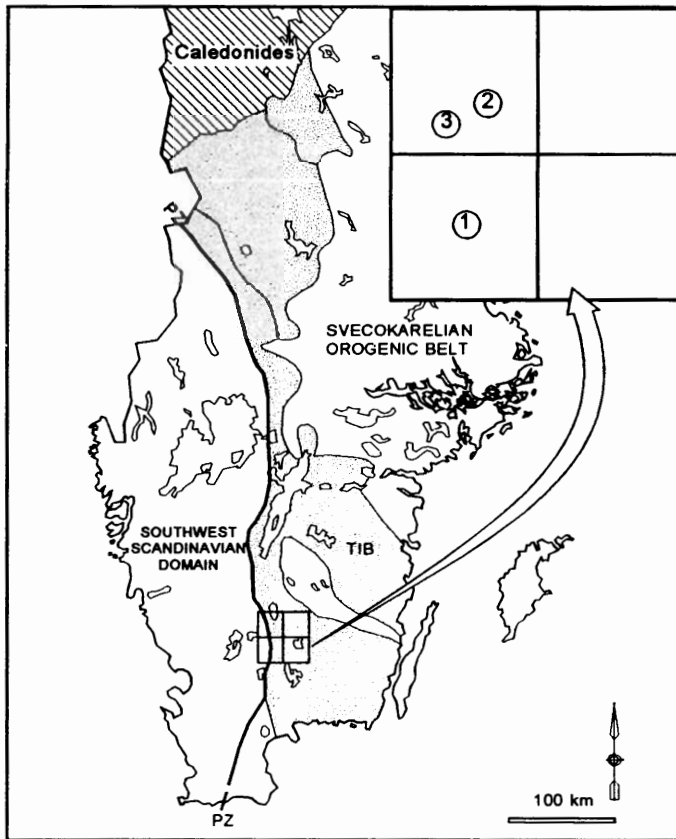 Caledonides
2
3
1
PZ
SVECOKARELIAN
OROGENIC BELT
SOUTHWEST
SCANDINAVIAN
DOMAIN
TIB
100 km
PZ